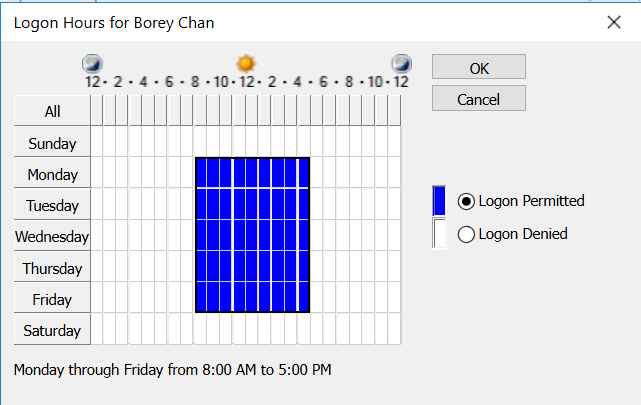 Logon Hours for Borey Chan
12 · 2 · 4 · 6 · 8 · 10 · 12 · 2 · 4 · 6 · 8 · 10 · 12
OK
Cancel
All
Sunday
Monday
Tuesday
Wednesday
Thursday
Friday
Saturday
Logon Permitted
Logon Denied
Monday through Friday from 8:00 AM to 5:00 PM